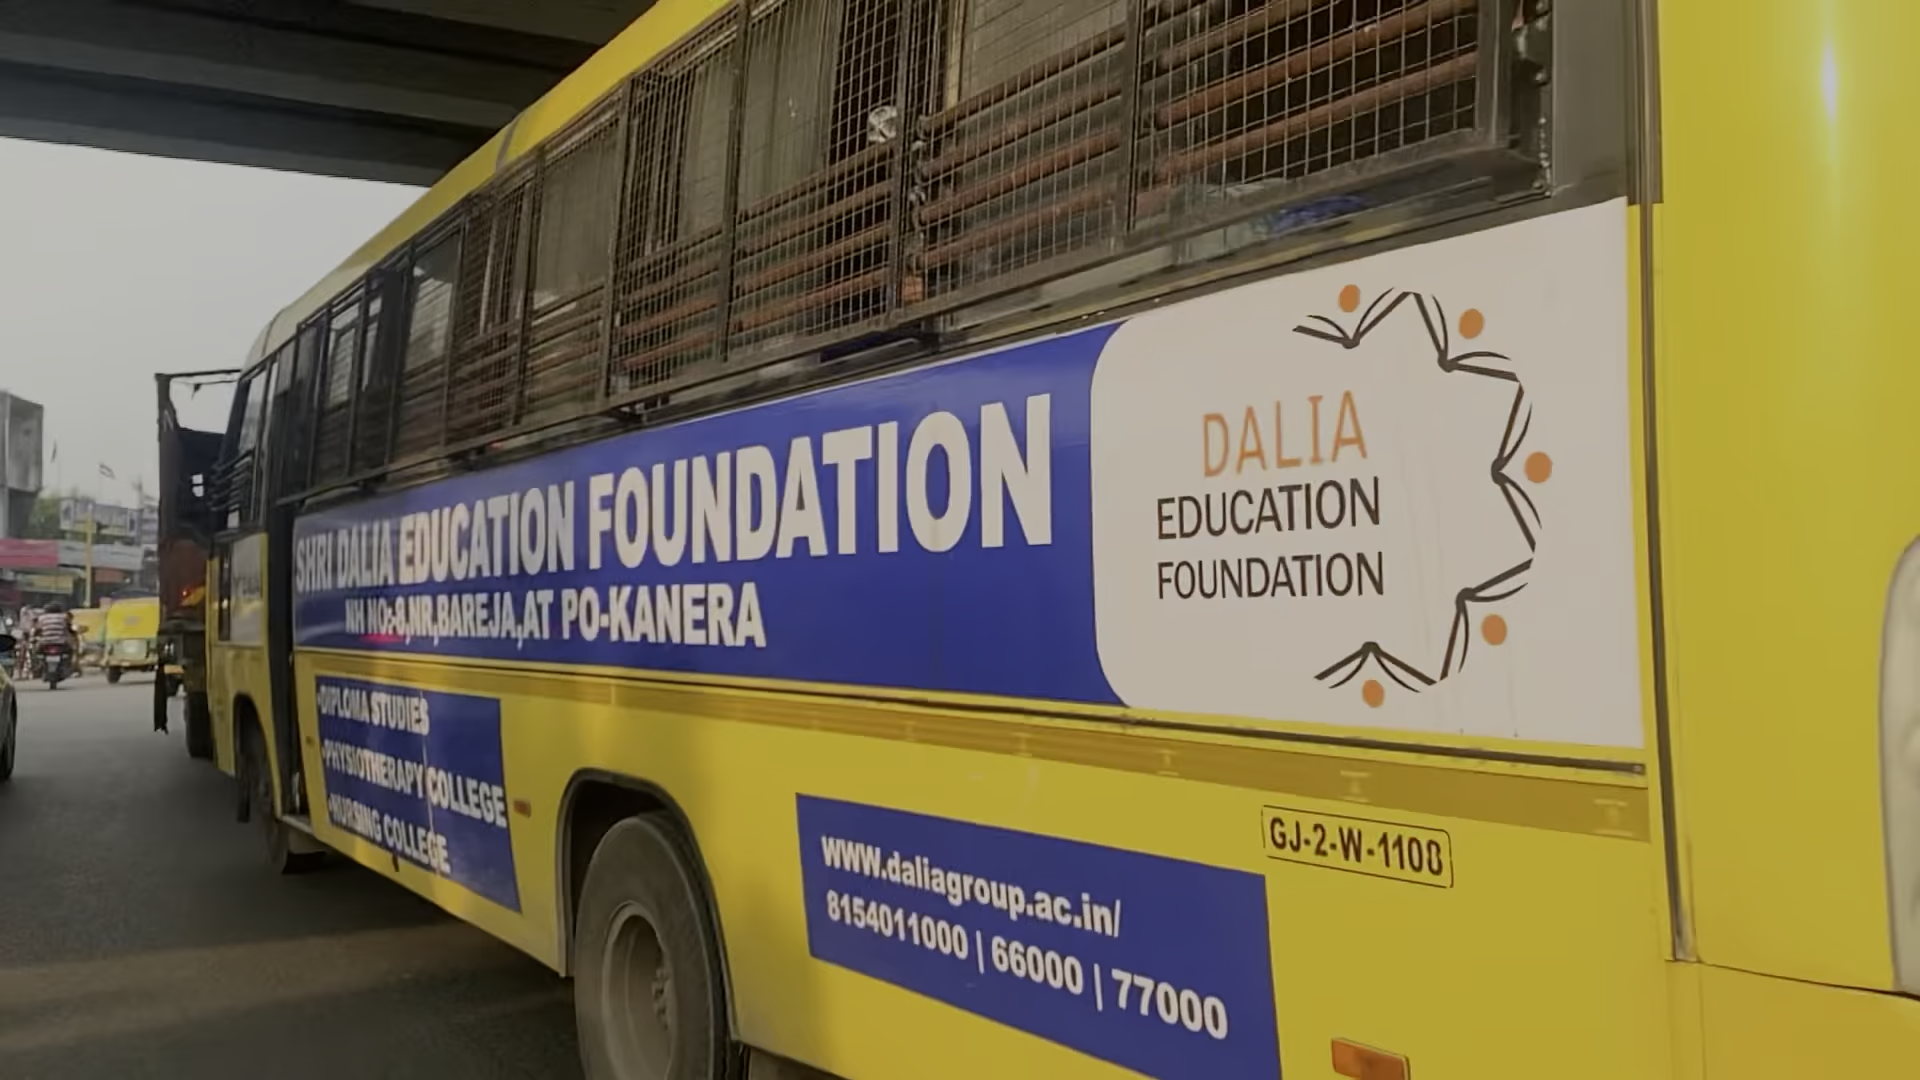 SHRI DALIA EDUCATION FOUNDATION
NH NO:-8,NR,BAREJA,AT PO-KANERA
DALIA
EDUCATION
FOUNDATION
•DIPLOMA STUDIES
•PHYSIOTHERAPY COLLEGE
•NURSING COLLEGE
www.daliagroup.ac.in/
8154011000 | 66000 | 77000
GJ-2-W-1108